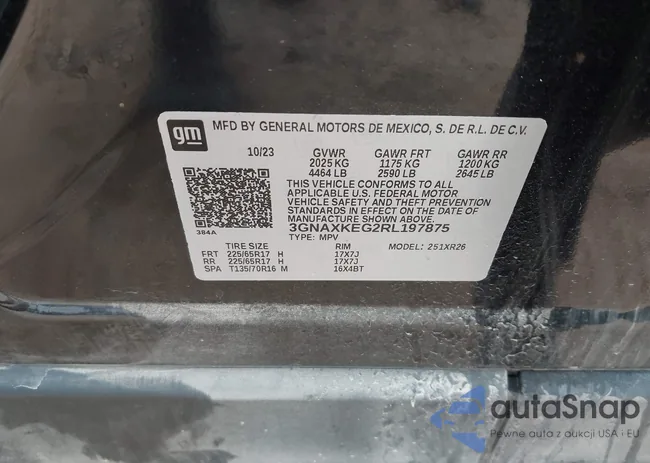 gm MFD BY GENERAL MOTORS DE MEXICO, S. DE R.L. DE C.V.
10/23 GVWR GAWR FRT GAWR RR
2025 KG 1175 KG 1200 KG
4464 LB 2590 LB 2645 LB
THIS VEHICLE CONFORMS TO ALL
APPLICABLE U.S. FEDERAL MOTOR
VEHICLE SAFETY AND THEFT PREVENTION
STANDARDS IN EFFECT ON THE DATE OF
MANUFACTURE SHOWN ABOVE.
384A 3GNAXKEG2RL197875
TYPE: MPV MODEL: 251XR26
TIRE SIZE RIM
FRT 225/65R17 H 17X7J
RR 225/65R17 H 17X7J
SPA T135/70R16 M 16X4BT
autoSnap
Pewne auta z aukcji USA i EU